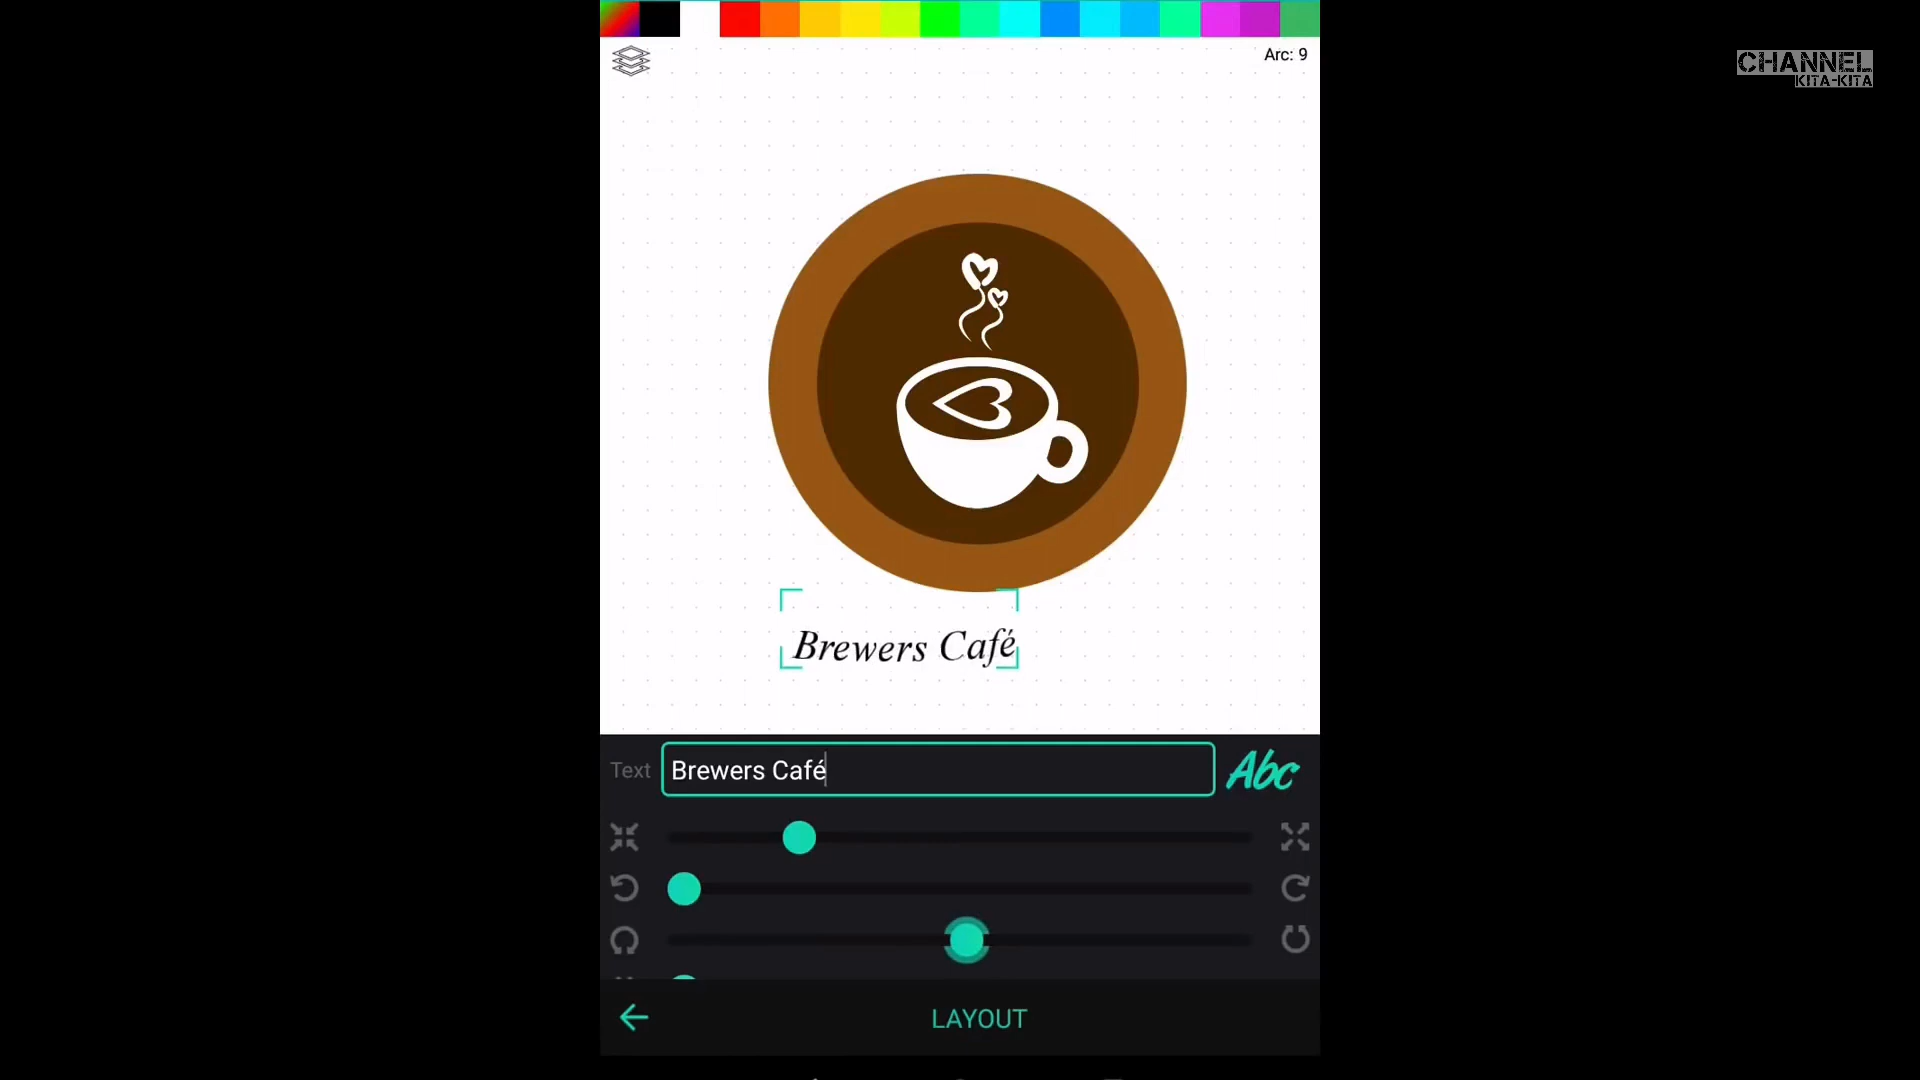 Arc: 9
CHANNEL
KITA-KITA
Brewers Café
Text Brewers Café Abc
LAYOUT